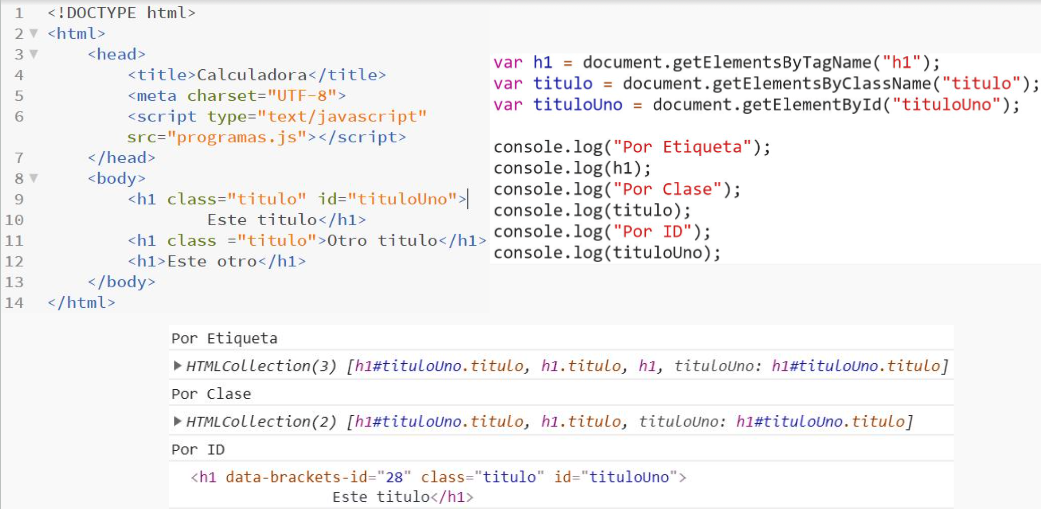 1 <!DOCTYPE html>
2 <html>
3 <head>
4 <title>Calculadora</title>
5 <meta charset="UTF-8">
6 <script type="text/javascript"
src="programas.js"></script>
7 </head>
8 <body>
9 <h1 class="titulo" id="tituloUno">
10 Este titulo</h1>
11 <h1 class ="titulo">Otro titulo</h1>
12 <h1>Este otro</h1>
13 </body>
14 </html>
var h1 = document.getElementsByTagName("h1");
var titulo = document.getElementsByClassName("titulo");
var tituloUno = document.getElementById("tituloUno");
console.log("Por Etiqueta");
console.log(h1);
console.log("Por Clase");
console.log(titulo);
console.log("Por ID");
console.log(tituloUno);
Por Etiqueta
HTMLCollection(3) [h1#tituloUno.titulo, h1.titulo, h1, tituloUno: h1#tituloUno.titulo]
Por Clase
HTMLCollection(2) [h1#tituloUno.titulo, h1.titulo, tituloUno: h1#tituloUno.titulo]
Por ID
<h1 data-brackets-id="28" class="titulo" id="tituloUno">
Este titulo</h1>